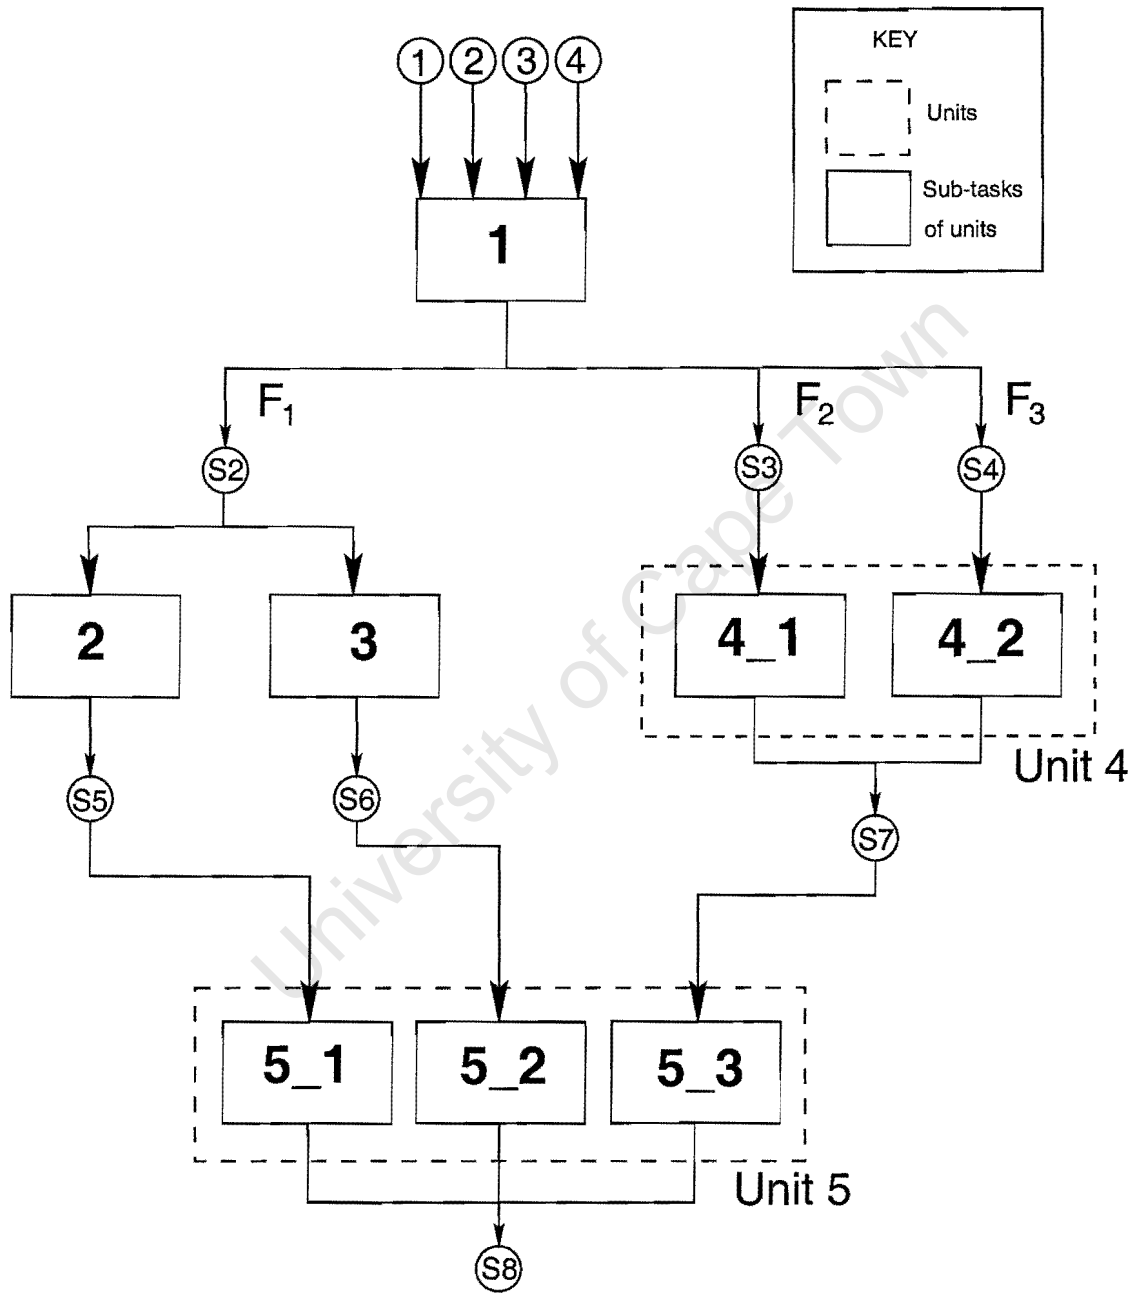 1 2 3 4
KEY
Units
Sub-tasks
of units
1
F1
F2
F3
S2
S3
S4
2
3
4_1
4_2
Unit 4
S5
S6
S7
5_1
5_2
5_3
Unit 5
S8
University of Cape Town